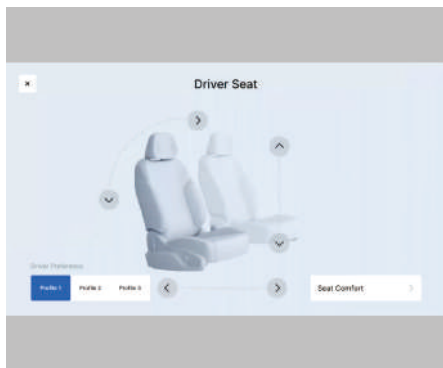 Driver Seat
Driver Preference
Profile 1
Profile 2
Profile 3
Seat Comfort